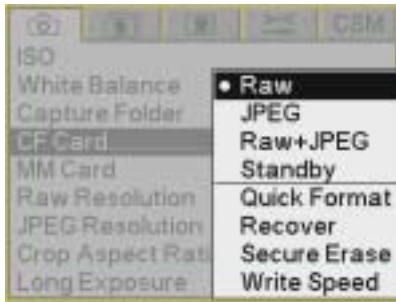 CSM
ISO
White Balance
Capture Folder
CF Card
MM Card
Raw Resolution
JPEG Resolution
Crop Aspect Rati
Long Exposure
Raw
JPEG
Raw+JPEG
Standby
Quick Format
Recover
Secure Erase
Write Speed